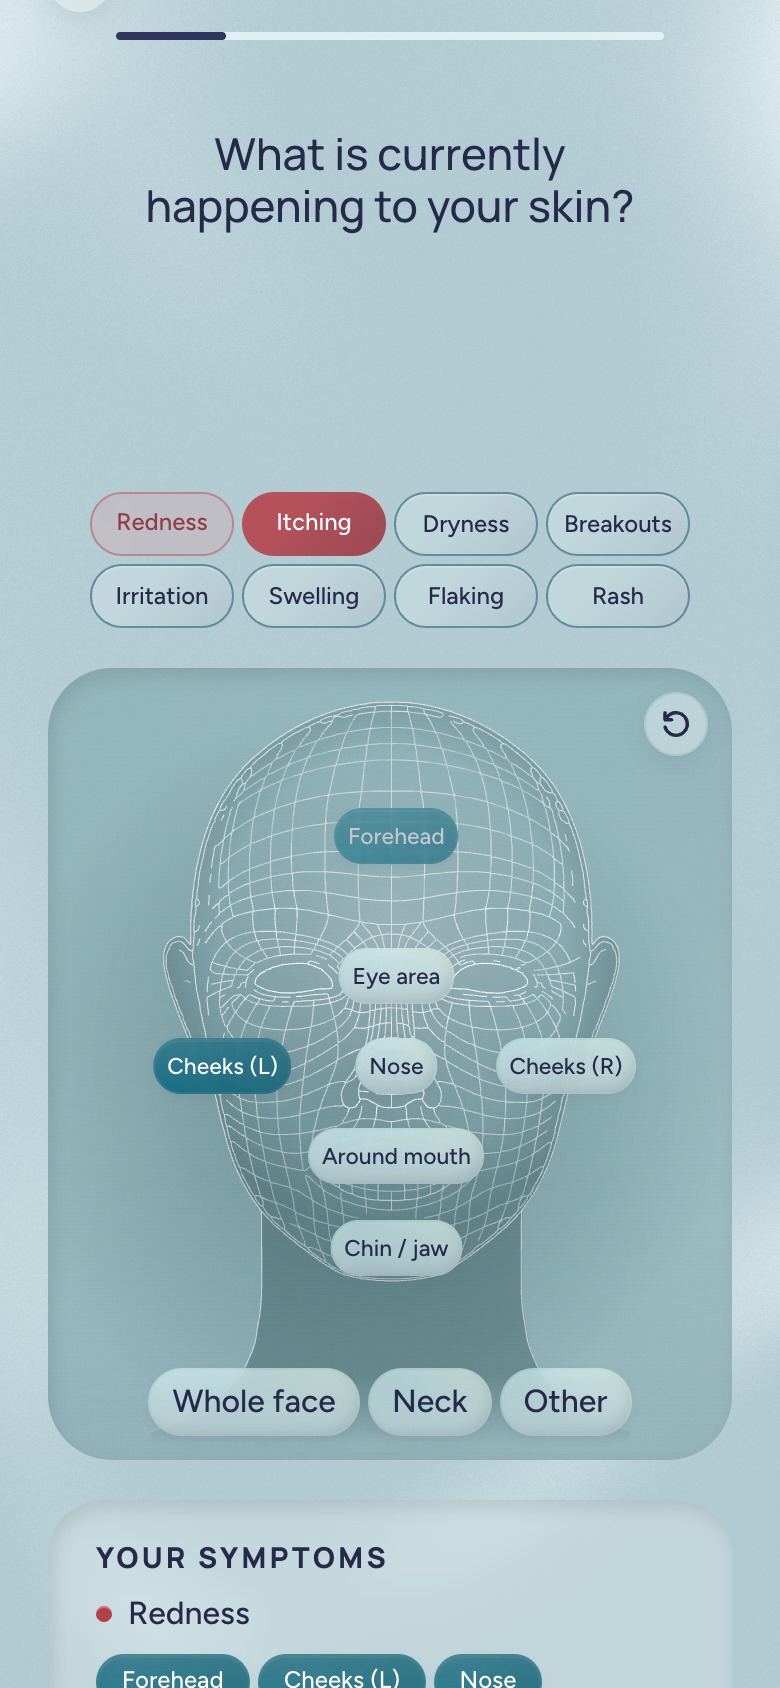 What is currently
happening to your skin?
Redness Itching Dryness Breakouts
Irritation Swelling Flaking Rash
Forehead
Eye area
Cheeks (L) Nose Cheeks (R)
Around mouth
Chin / jaw
Whole face Neck Other
YOUR SYMPTOMS
Redness
Forehead Cheeks (L) Nose